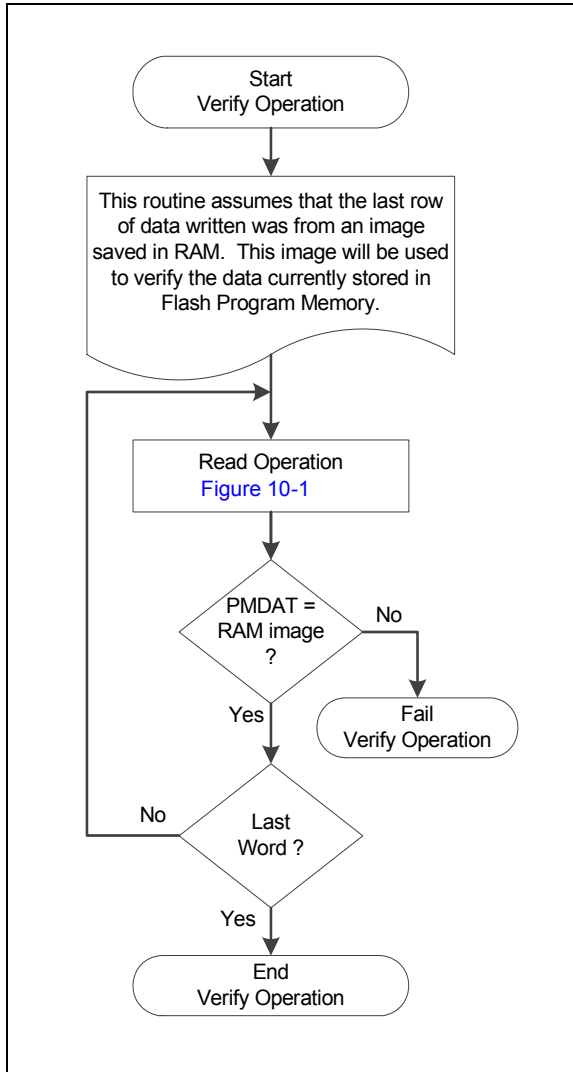 Start
Verify Operation
This routine assumes that the last row
of data written was from an image
saved in RAM.  This image will be used
to verify the data currently stored in
Flash Program Memory.
Read Operation
Figure 10-1
PMDAT =
RAM image
?
No
Yes
Fail
Verify Operation
No
Last
Word ?
Yes
End
Verify Operation